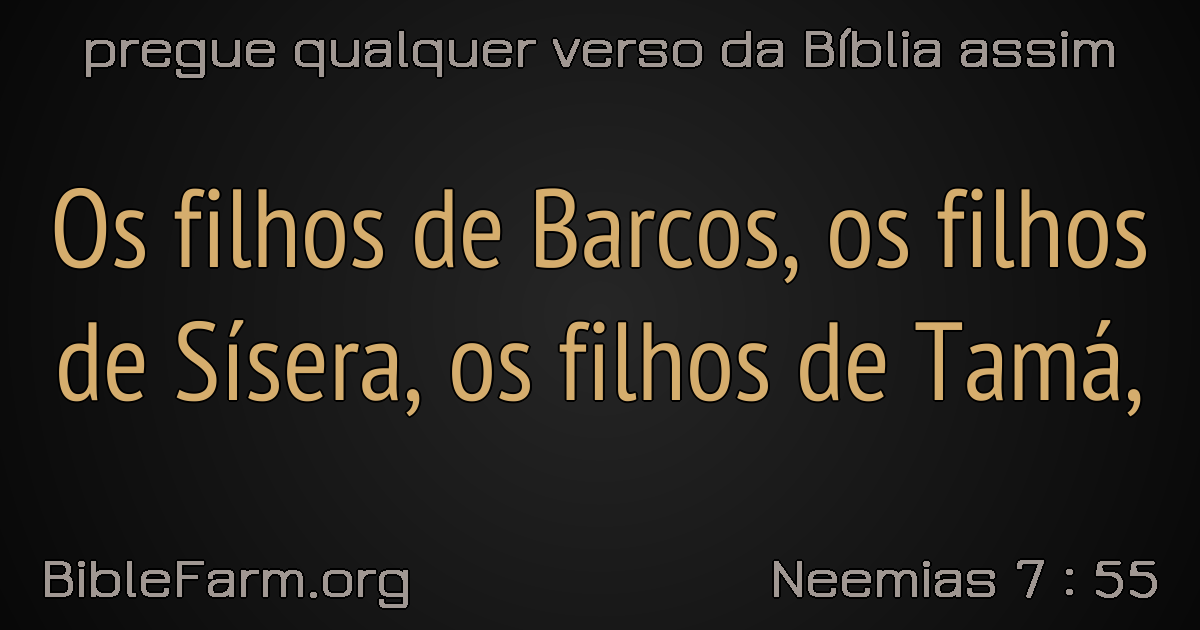 pregue qualquer verso da Bíblia assim
Os filhos de Barcos, os filhos
de Sísera, os filhos de Tamá,
BibleFarm.org
Neemias 7 : 55